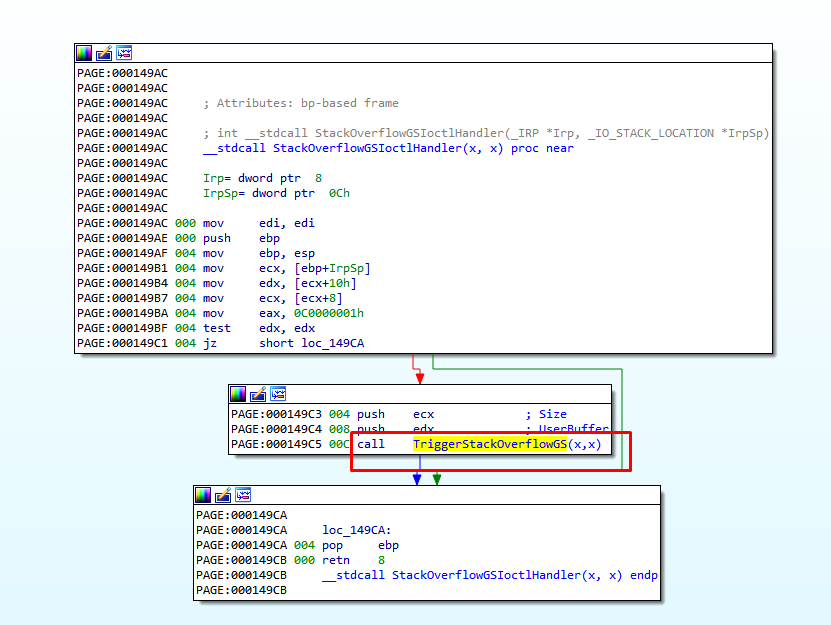 PAGE:000149AC
PAGE:000149AC
PAGE:000149AC ; Attributes: bp-based frame
PAGE:000149AC
PAGE:000149AC ; int __stdcall StackOverflowGSIoctlHandler(_IRP *Irp, _IO_STACK_LOCATION *IrpSp)
PAGE:000149AC __stdcall StackOverflowGSIoctlHandler(x, x) proc near
PAGE:000149AC
PAGE:000149AC Irp= dword ptr 8
PAGE:000149AC IrpSp= dword ptr 0Ch
PAGE:000149AC
PAGE:000149AC 000 mov edi, edi
PAGE:000149AE 000 push ebp
PAGE:000149AF 004 mov ebp, esp
PAGE:000149B1 004 mov ecx, [ebp+IrpSp]
PAGE:000149B4 004 mov edx, [ecx+10h]
PAGE:000149B7 004 mov ecx, [ecx+8]
PAGE:000149BA 004 mov eax, 0C0000001h
PAGE:000149BF 004 test edx, edx
PAGE:000149C1 004 jz short loc_149CA
PAGE:000149C3 004 push ecx ; Size
PAGE:000149C4 008 push edx ; UserBuffer
PAGE:000149C5 00C call TriggerStackOverflowGS(x,x)
PAGE:000149CA
PAGE:000149CA loc_149CA:
PAGE:000149CA 004 pop ebp
PAGE:000149CB 000 retn 8
PAGE:000149CB __stdcall StackOverflowGSIoctlHandler(x, x) endp
PAGE:000149CB